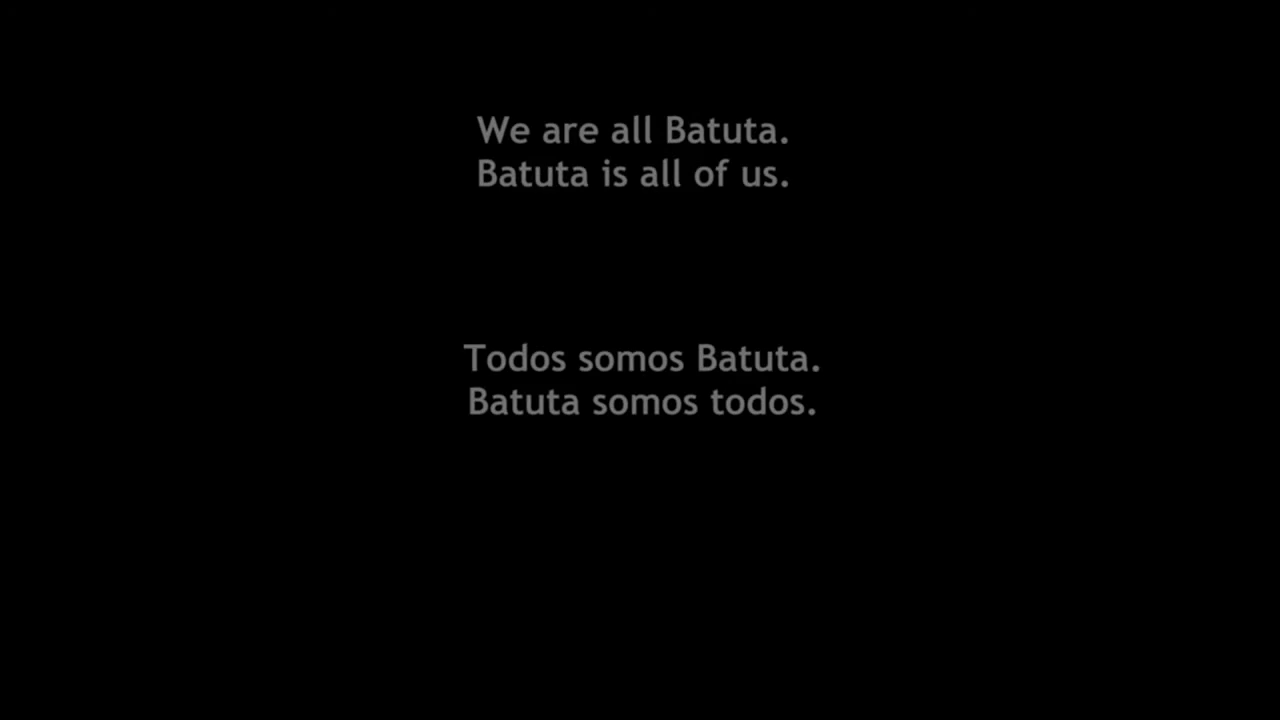 We are all Batuta.
Batuta is all of us.
Todos somos Batuta.
Batuta somos todos.